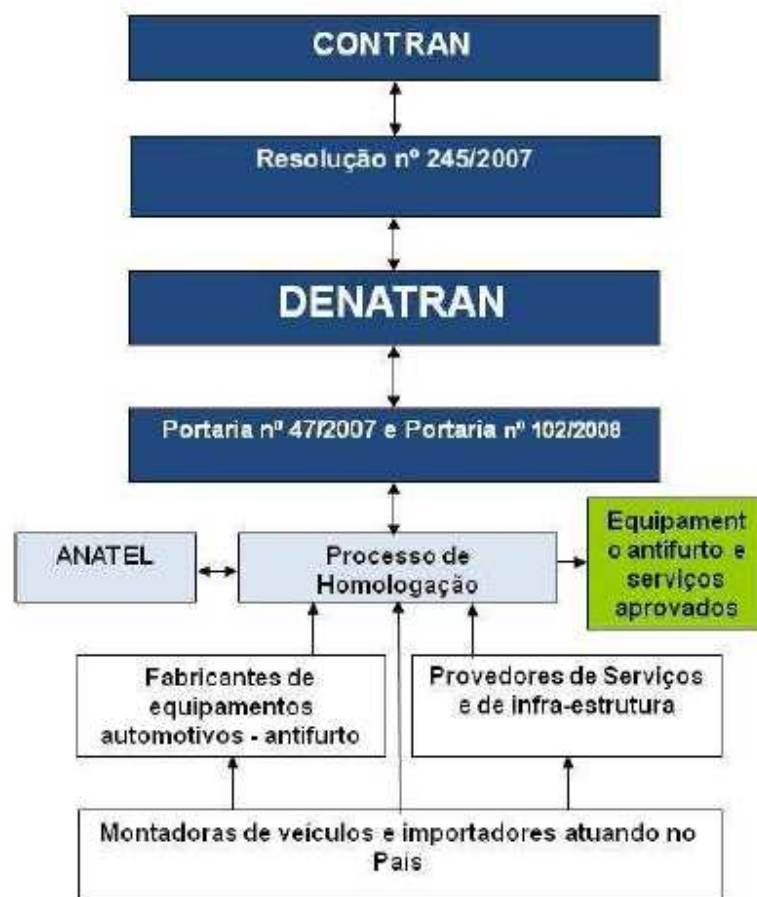 CONTRAN
Resolução nº 245/2007
DENATRAN
Portaria nº 47/2007 e Portaria nº 102/2008
ANATEL
Processo de
Homologação
Equipament
o antifurto e
serviços
aprovados
Fabricantes de
equipamentos
automotivos - antifurto
Provedores de Serviços
e de infra-estrutura
Montadoras de veículos e importadores atuando no
País